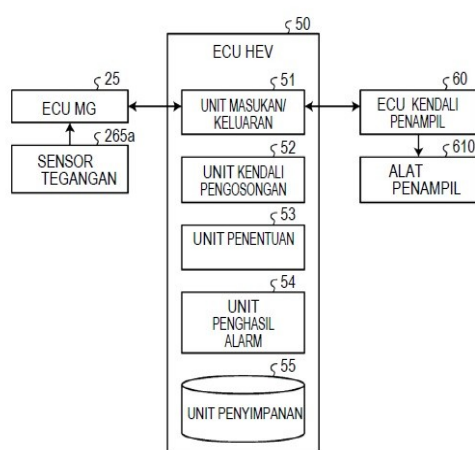 50
ECU HEV
25
ECU MG
265a
SENSOR
TEGANGAN
51
UNIT MASUKAN/
KELUARAN
52
UNIT KENDALI
PENGOSONGAN
53
UNIT PENENTUAN
54
UNIT
PENGHASIL
ALARM
55
UNIT PENYIMPANAN
60
ECU KENDALI
PENAMPIL
610
ALAT
PENAMPIL